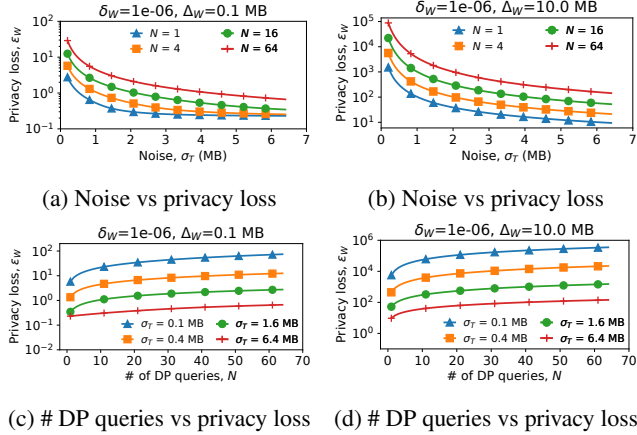 δ_W=1e-06, Δ_W=0.1 MB
Privacy loss, ε_W
10^2
10^1
10^0
10^−1
N = 1
N = 4
N = 16
N = 64
0 1 2 3 4 5 6 7
Noise, σ_T (MB)
(a) Noise vs privacy loss
δ_W=1e-06, Δ_W=10.0 MB
Privacy loss, ε_W
10^5
10^4
10^3
10^2
10^1
N = 1
N = 4
N = 16
N = 64
0 1 2 3 4 5 6 7
Noise, σ_T (MB)
(b) Noise vs privacy loss
δ_W=1e-06, Δ_W=0.1 MB
Privacy loss, ε_W
10^2
10^1
10^0
10^−1
10^−2
σ_T = 0.1 MB
σ_T = 0.4 MB
σ_T = 1.6 MB
σ_T = 6.4 MB
0 10 20 30 40 50 60 70
# of DP queries, N
(c) # DP queries vs privacy loss
δ_W=1e-06, Δ_W=10.0 MB
Privacy loss, ε_W
10^6
10^4
10^2
10^0
σ_T = 0.1 MB
σ_T = 0.4 MB
σ_T = 1.6 MB
σ_T = 6.4 MB
0 10 20 30 40 50 60 70
# of DP queries, N
(d) # DP queries vs privacy loss